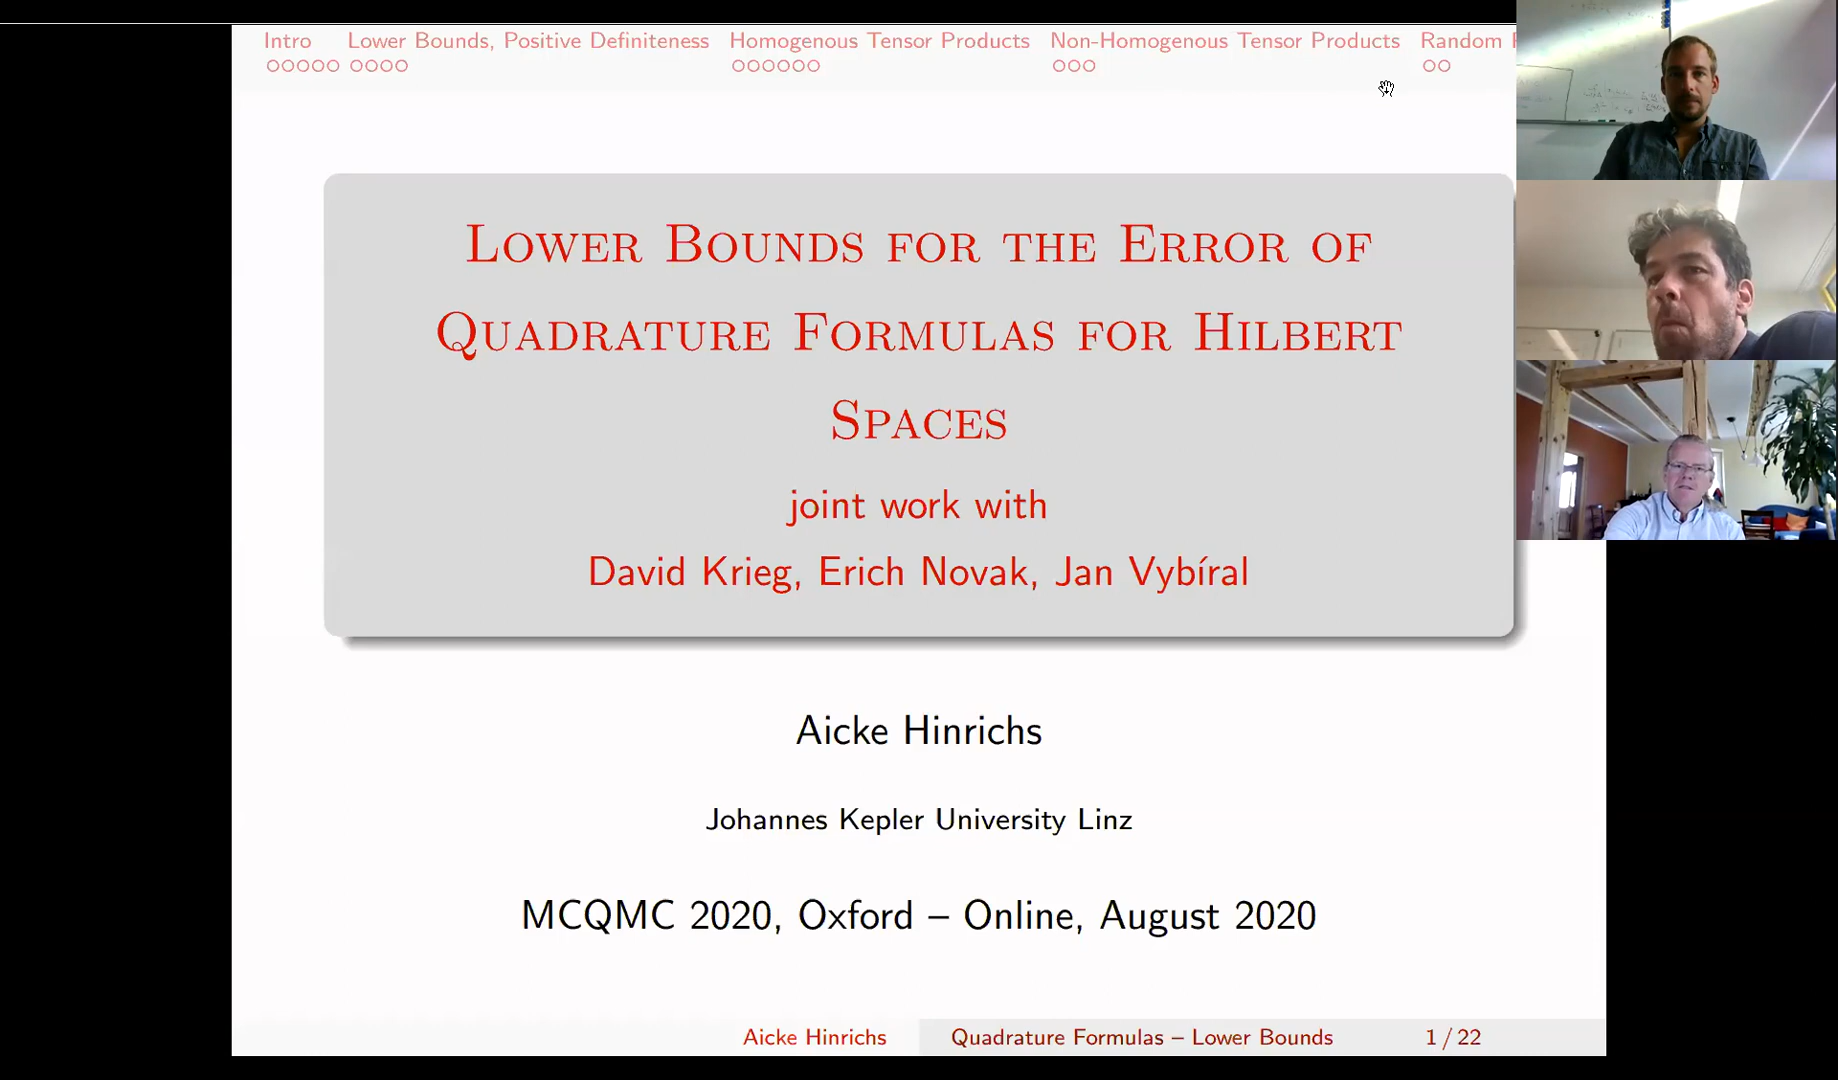 Intro Lower Bounds, Positive Definiteness Homogenous Tensor Products Non-Homogenous Tensor Products Random
LOWER BOUNDS FOR THE ERROR OF
QUADRATURE FORMULAS FOR HILBERT
SPACES
joint work with
David Krieg, Erich Novak, Jan Vybíral
Aicke Hinrichs
Johannes Kepler University Linz
MCQMC 2020, Oxford – Online, August 2020
Aicke Hinrichs Quadrature Formulas – Lower Bounds 1 / 22